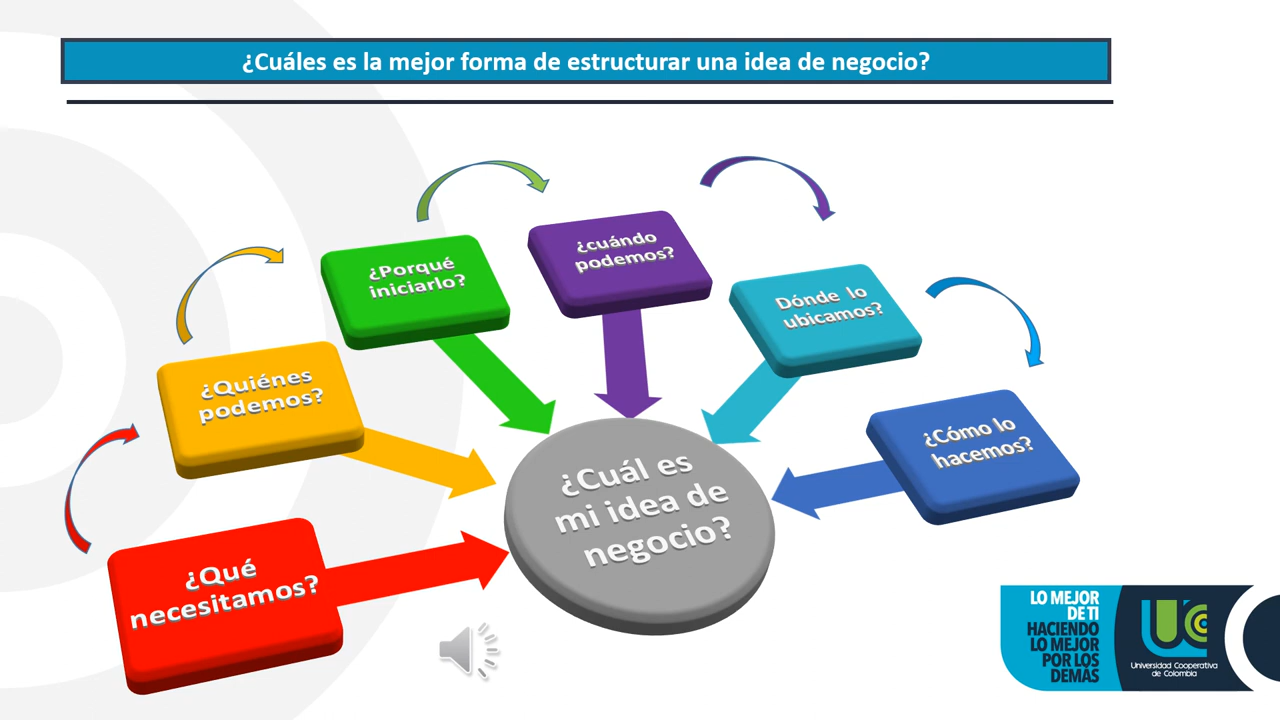 ¿Cuáles es la mejor forma de estructurar una idea de negocio?
¿Qué
necesitamos?
¿Quiénes
podemos?
¿Porqué
iniciarlo?
¿cuándo
podemos?
Dónde lo
ubicamos?
¿Cómo lo
hacemos?
¿Cuál es
mi idea de
negocio?
LO MEJOR
DE TI
HACIENDO
LO MEJOR
POR LOS
DEMÁS
UCC
Universidad Cooperativa
de Colombia